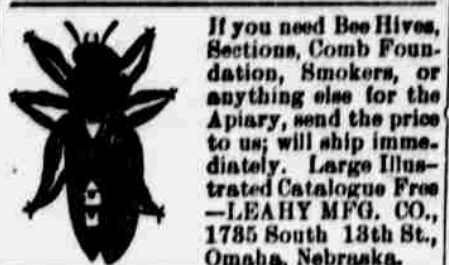 If you need Bee Hives,
Sections, Comb Foun-
dation, Smokers, or
anything else for the
Apiary, send the price
to us; will ship imme-
diately. Large Illus-
trated Catalogue Free
—LEAHY MFG. CO.,
1735 South 13th St.,
Omaha, Nebraska.